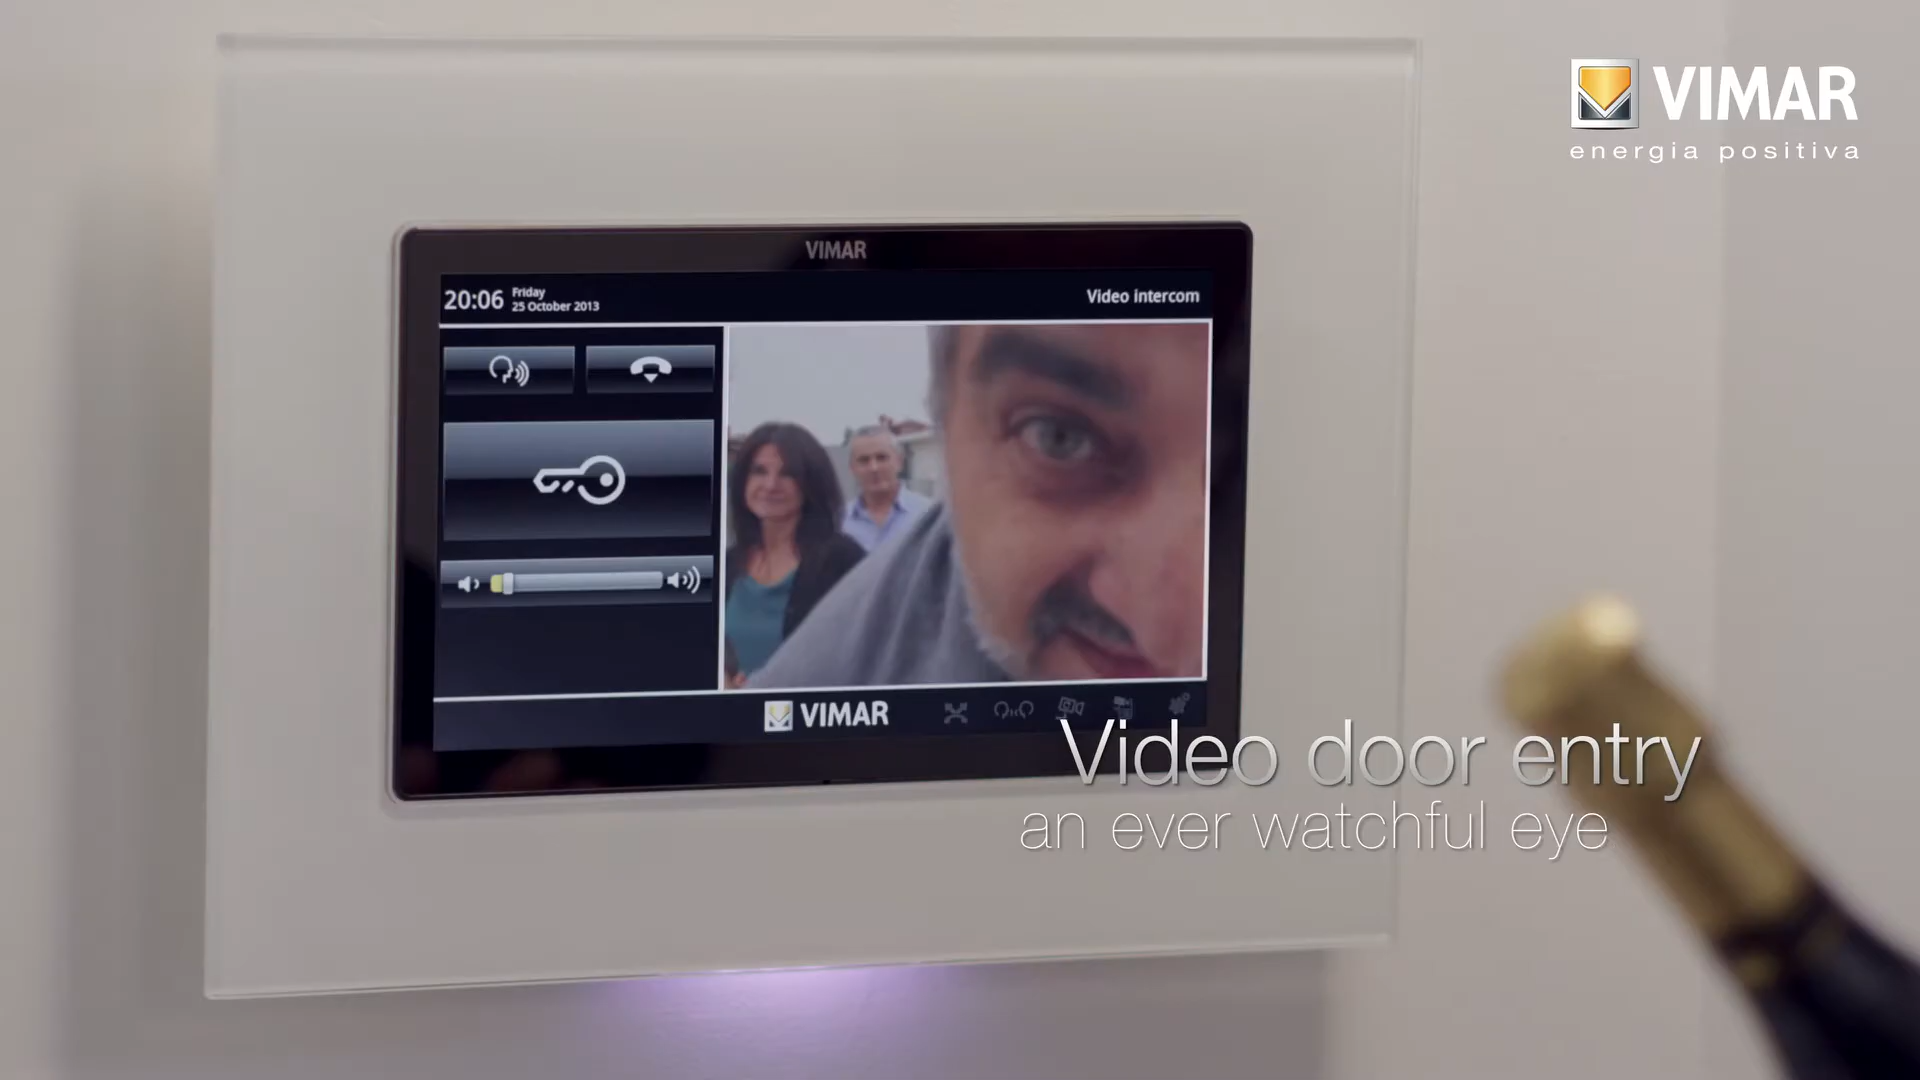 VIMAR
energia positiva
VIMAR
20:06
Friday
25 October 2013
Video intercom
VIMAR
Video door entry
an ever watchful eye